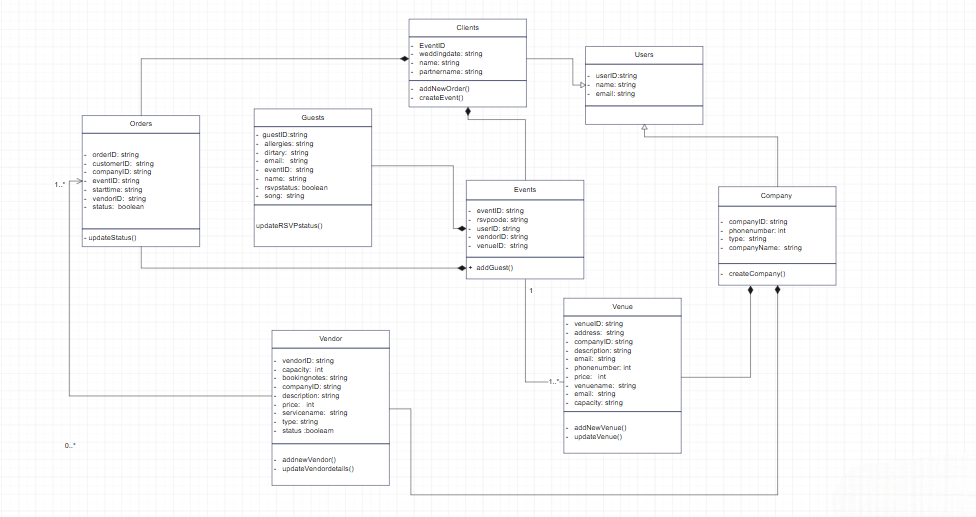 Clients
- EventID
- weddingdate: string
- name: string
- partnername: string
- addNewOrder()
- createEvent()
Users
- userID:string
- name: string
- email: string
Orders
- orderID: string
- customerID: string
- companyID: string
- eventID: string
- starttime: string
- vendorID: string
- status: boolean
- updateStatus()
1..*
Guests
- guestID:string
- allergies: string
- dirtary: string
- email: string
- eventID: string
- name: string
- rsvpstatus: boolean
- song: string
updateRSVPstatus()
Events
- eventID: string
- rsvpcode: string
- userID: string
- vendorID: string
- venueID: string
+ addGuest()
1
Company
- companyID: string
- phonenumber: int
- type: string
- companyName: string
- createCompany()
Venue
- venueID: string
- address: string
- companyID: string
- description: string
- email: string
- phonenumber: int
- price: int
- venuename: string
- email: string
- capacity: string
- addNewVenue()
- updateVenue()
1..*
Vendor
- vendorID: string
- capacity: int
- bookingnotes: string
- companyID: string
- description: string
- price: int
- servicename: string
- type: string
- status :boolearn
- addnewVendor()
- updateVendordetails()
0..*